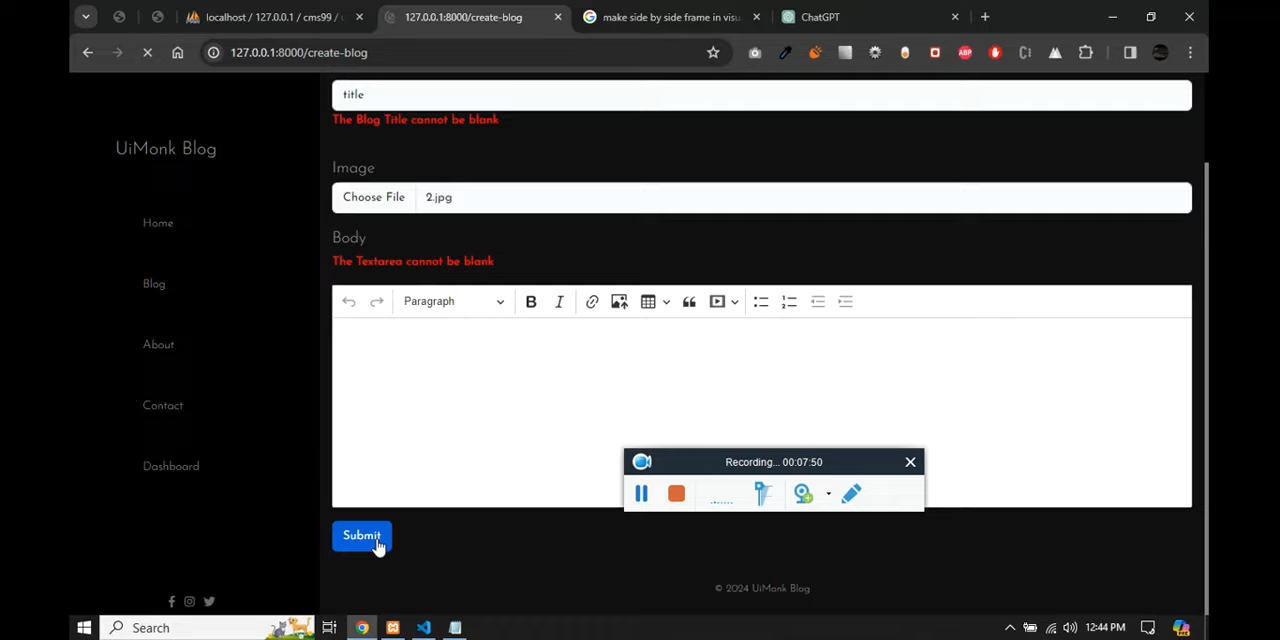 localhost / 127.0.0.1 / cms99 / u
127.0.0.1:8000/create-blog
make side by side frame in visu
ChatGPT
127.0.0.1:8000/create-blog
ABP
UiMonk Blog
Home
Blog
About
Contact
Dashboard
title
The Blog Title cannot be blank
Image
Choose File 2.jpg
Body
The Textarea cannot be blank
Paragraph
B I
Recording... 00:07:50
Submit
© 2024 UiMonk Blog
Search
12:44 PM